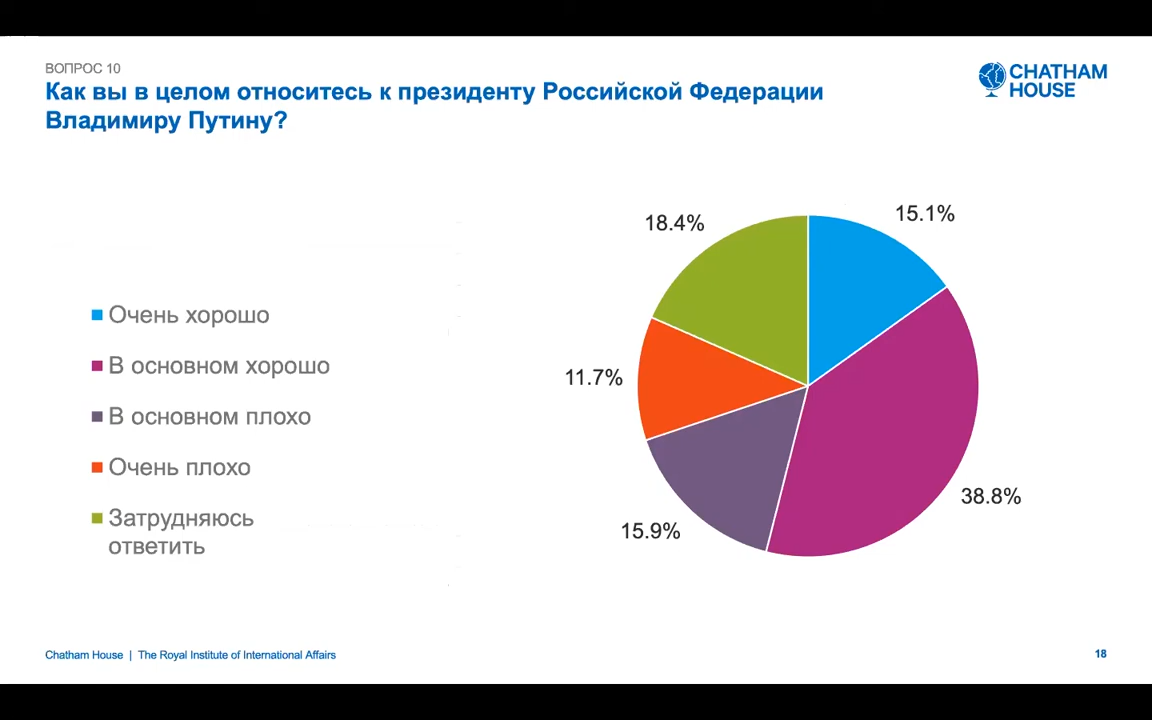 ВОПРОС 10
Как вы в целом относитесь к президенту Российской Федерации
Владимиру Путину?
CHATHAM
HOUSE
18.4%
15.1%
11.7%
38.8%
15.9%
Очень хорошо
В основном хорошо
В основном плохо
Очень плохо
Затрудняюсь
ответить
Chatham House | The Royal Institute of International Affairs
18